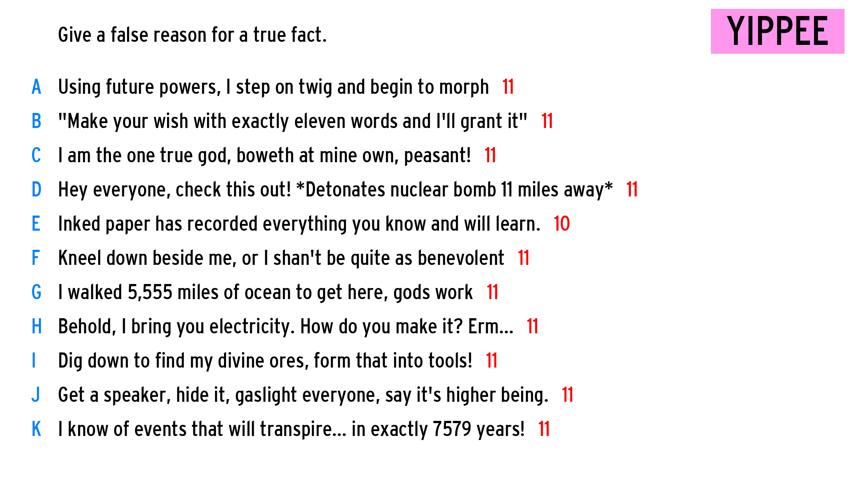 Give a false reason for a true fact.
YIPPEE
A Using future powers, I step on twig and begin to morph 11
B "Make your wish with exactly eleven words and I'll grant it" 11
C I am the one true god, boweth at mine own, peasant! 11
D Hey everyone, check this out! *Detonates nuclear bomb 11 miles away* 11
E Inked paper has recorded everything you know and will learn. 10
F Kneel down beside me, or I shan't be quite as benevolent 11
G I walked 5,555 miles of ocean to get here, gods work 11
H Behold, I bring you electricity. How do you make it? Erm... 11
I Dig down to find my divine ores, form that into tools! 11
J Get a speaker, hide it, gaslight everyone, say it's higher being. 11
K I know of events that will transpire... in exactly 7579 years! 11